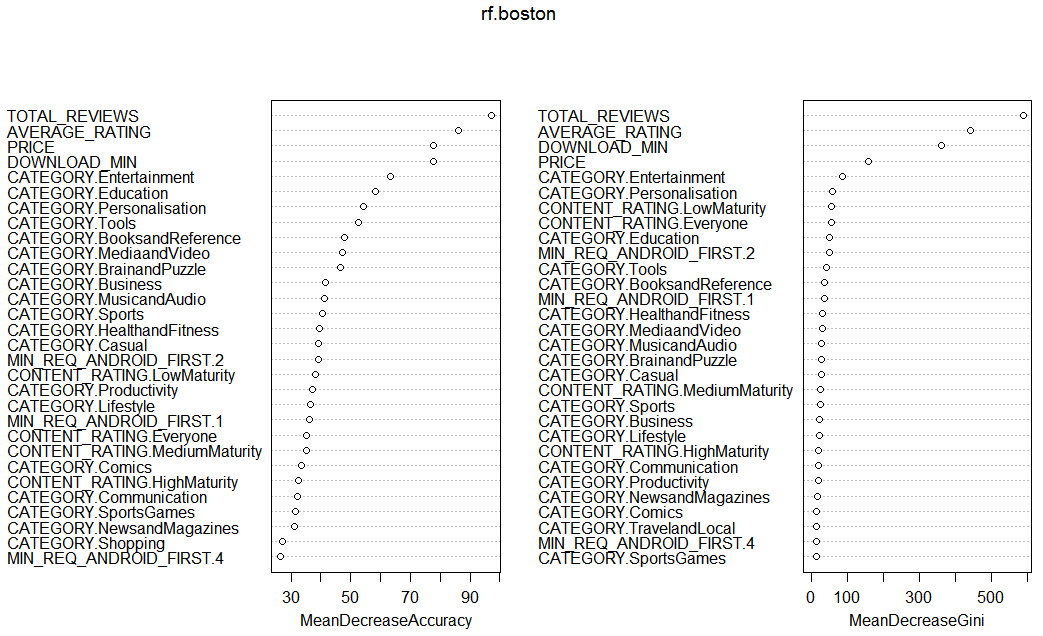 rf.boston
TOTAL_REVIEWS
AVERAGE_RATING
PRICE
DOWNLOAD_MIN
CATEGORY.Entertainment
CATEGORY.Education
CATEGORY.Personalisation
CATEGORY.Tools
CATEGORY.BooksandReference
CATEGORY.MediaandVideo
CATEGORY.BrainandPuzzle
CATEGORY.Business
CATEGORY.MusicandAudio
CATEGORY.Sports
CATEGORY.HealthandFitness
CATEGORY.Casual
MIN_REQ_ANDROID_FIRST.2
CONTENT_RATING.LowMaturity
CATEGORY.Productivity
CATEGORY.Lifestyle
MIN_REQ_ANDROID_FIRST.1
CONTENT_RATING.Everyone
CONTENT_RATING.MediumMaturity
CATEGORY.Comics
CONTENT_RATING.HighMaturity
CATEGORY.Communication
CATEGORY.SportsGames
CATEGORY.NewsandMagazines
CATEGORY.Shopping
MIN_REQ_ANDROID_FIRST.4
30 50 70 90
MeanDecreaseAccuracy
TOTAL_REVIEWS
AVERAGE_RATING
DOWNLOAD_MIN
PRICE
CATEGORY.Entertainment
CATEGORY.Personalisation
CONTENT_RATING.LowMaturity
CONTENT_RATING.Everyone
CATEGORY.Education
MIN_REQ_ANDROID_FIRST.2
CATEGORY.Tools
CATEGORY.BooksandReference
MIN_REQ_ANDROID_FIRST.1
CATEGORY.HealthandFitness
CATEGORY.MediaandVideo
CATEGORY.MusicandAudio
CATEGORY.BrainandPuzzle
CATEGORY.Casual
CONTENT_RATING.MediumMaturity
CATEGORY.Sports
CATEGORY.Business
CATEGORY.Lifestyle
CONTENT_RATING.HighMaturity
CATEGORY.Communication
CATEGORY.Productivity
CATEGORY.NewsandMagazines
CATEGORY.Comics
CATEGORY.TravelandLocal
MIN_REQ_ANDROID_FIRST.4
CATEGORY.SportsGames
0 100 300 500
MeanDecreaseGini